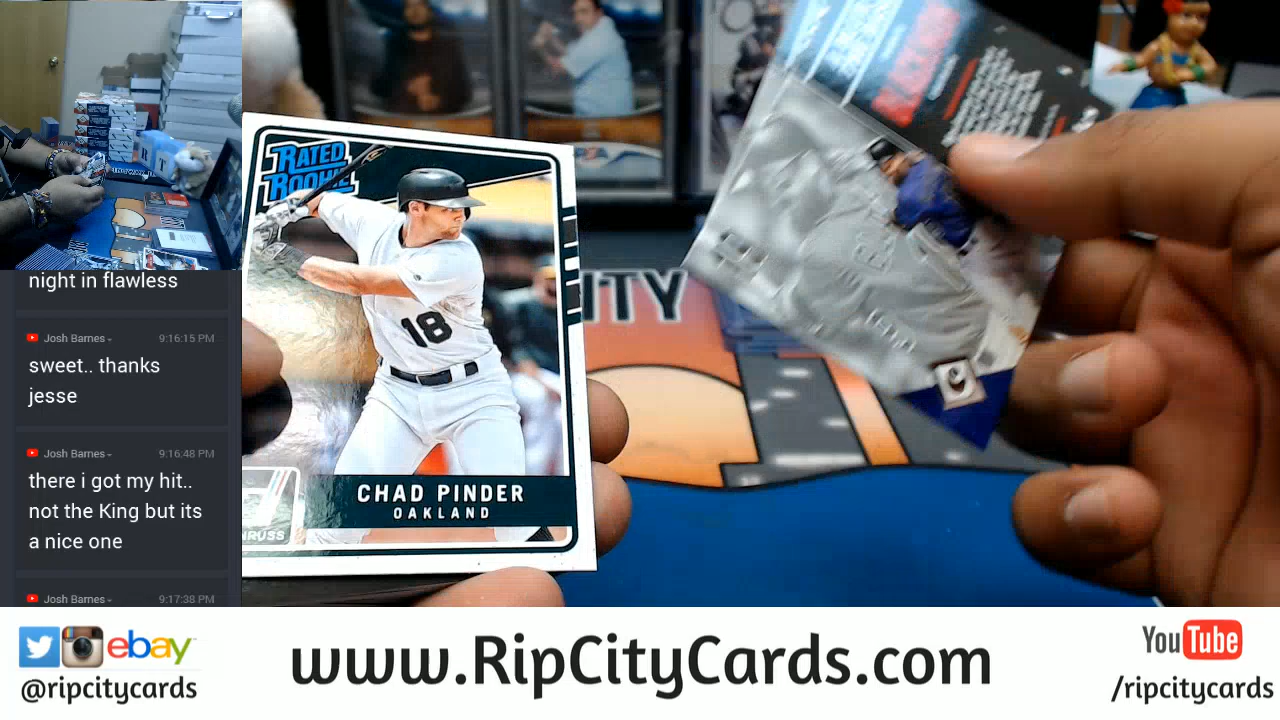 night in flawless
Josh Barnes
9:16:15 PM
sweet.. thanks
jesse
Josh Barnes
9:16:48 PM
there i got my hit..
not the King but its
a nice one
Josh Barnes
9:17:38 PM
RATED
ROOKIE
18
CHAD PINDER
OAKLAND
ITY
R T
ebay
@ripcitycards
www.RipCityCards.com
YouTube
/ripcitycards